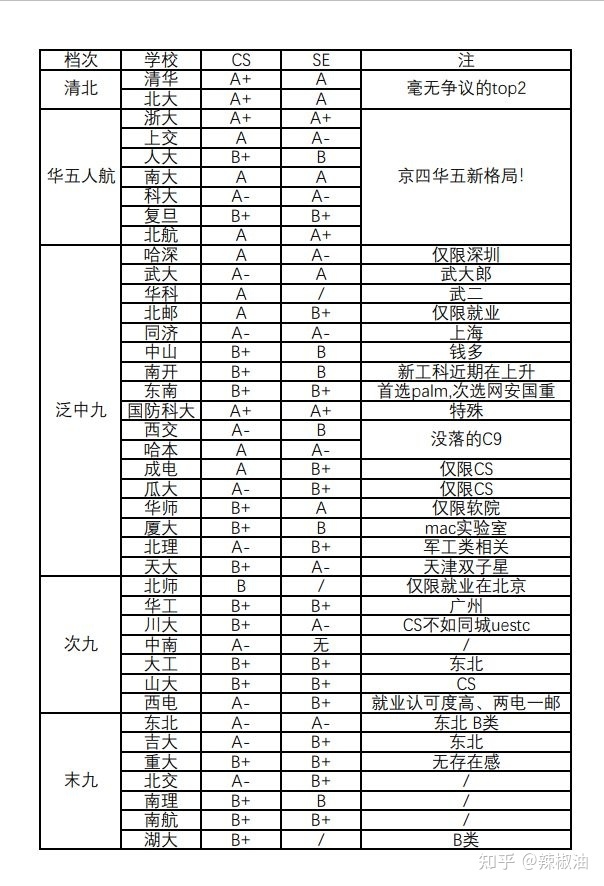 档次 学校 CS SE 注
清北 清华 A+ A 毫无争议的top2
北大 A+ A
华五人航 浙大 A+ A+ 京四华五新格局!
上交 A A-
人大 B+ B
南大 A A
科大 A- A-
复旦 B+ B+
北航 A A+
泛中九 哈深 A A- 仅限深圳
武大 A- A 武大郎
华科 A / 武二
北邮 A B+ 仅限就业
同济 A- A- 上海
中山 B+ B 钱多
南开 B+ B 新工科近期在上升
东南 B+ B+ 首选palm,次选网安国重
国防科大 A+ A+ 特殊
西交 A- B 没落的C9
哈本 A A-
成电 A B+ 仅限CS
瓜大 A- B+ 仅限CS
华师 B+ A 仅限软院
厦大 B+ B mac实验室
北理 A- B+ 军工类相关
天大 B+ A- 天津双子星
次九 北师 B / 仅限就业在北京
华工 B+ B+ 广州
川大 B+ A- CS不如同城uestc
中南 A- 无 /
大工 B+ B+ 东北
山大 B+ B+ CS
西电 A- B+ 就业认可度高、两电一邮
末九 东北 A- A- 东北 B类
吉大 A- B+ 东北
重大 B+ B+ 无存在感
北交 A- B+ /
南理 B+ B /
南航 B+ B+ /
湖大 B+ / B类
知乎 @辣椒油